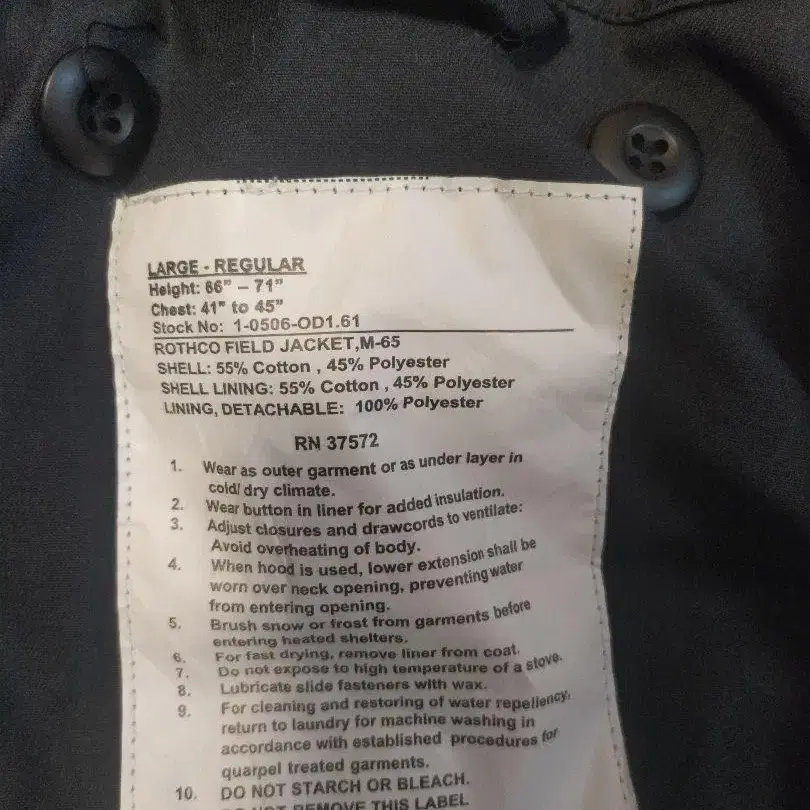 LARGE - REGULAR
Height: 66" – 71"
Chest: 41" to 45"
Stock No: 1-0506-OD1.61
ROTHCO FIELD JACKET,M-65
SHELL: 55% Cotton , 45% Polyester
SHELL LINING: 55% Cotton , 45% Polyester
LINING, DETACHABLE: 100% Polyester
RN 37572
1. Wear as outer garment or as under layer in
cold/ dry climate.
2. Wear button in liner for added insulation.
3. Adjust closures and drawcords to ventilate:
Avoid overheating of body.
4. When hood is used, lower extension shall be
worn over neck opening, preventing water
from entering opening.
5. Brush snow or frost from garments before
entering heated shelters.
6. For fast drying, remove liner from coat.
7. Do not expose to high temperature of a stove.
8. Lubricate slide fasteners with wax.
9. For cleaning and restoring of water repellency,
return to laundry for machine washing in
accordance with established procedures for
quarpel treated garments.
10. DO NOT STARCH OR BLEACH.
DO NOT REMOVE THIS LABEL